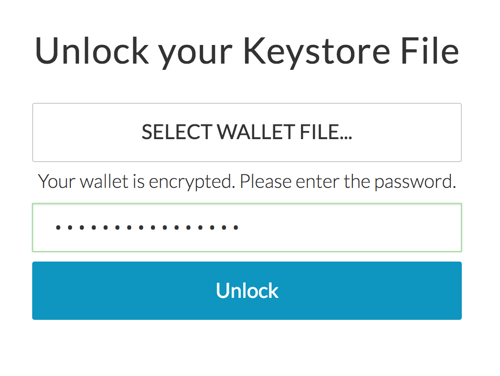 Unlock your Keystore File
SELECT WALLET FILE...
Your wallet is encrypted. Please enter the password.
••••••••••••••••
Unlock